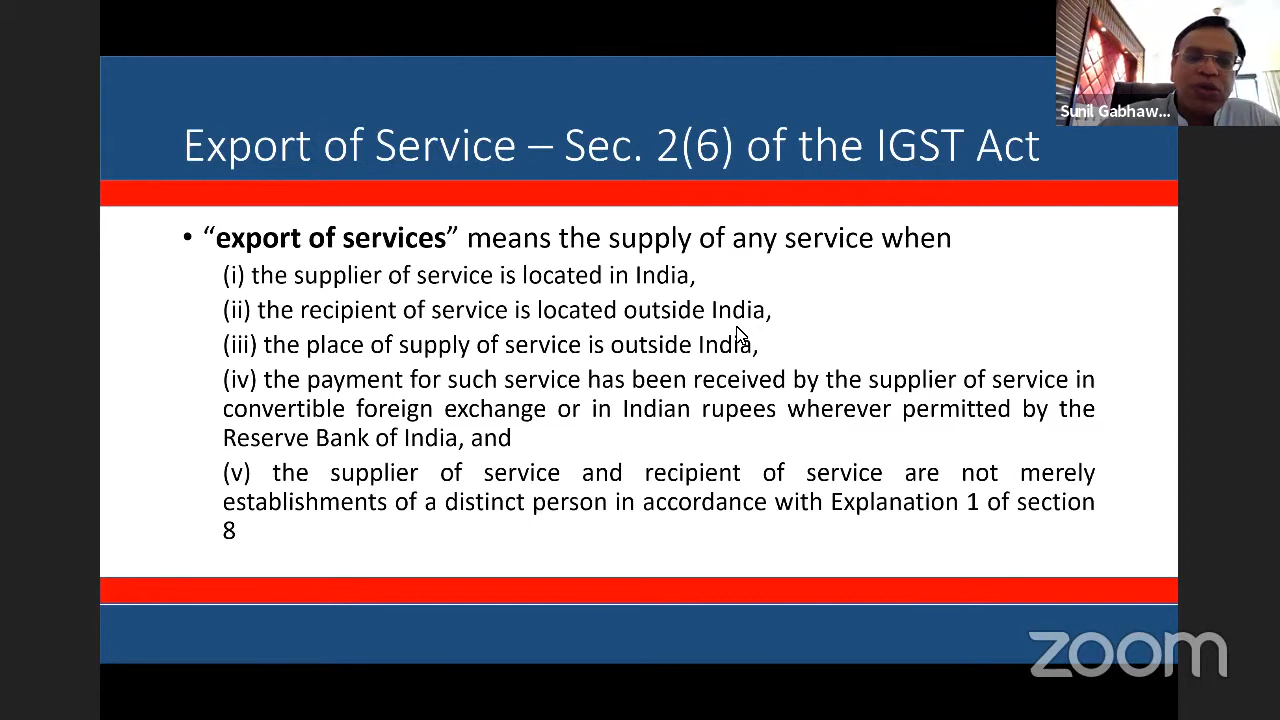 Sunil Gabhaw...
Export of Service – Sec. 2(6) of the IGST Act
• “export of services” means the supply of any service when
(i) the supplier of service is located in India,
(ii) the recipient of service is located outside India,
(iii) the place of supply of service is outside India,
(iv) the payment for such service has been received by the supplier of service in
convertible foreign exchange or in Indian rupees wherever permitted by the
Reserve Bank of India, and
(v) the supplier of service and recipient of service are not merely
establishments of a distinct person in accordance with Explanation 1 of section
8
zoom